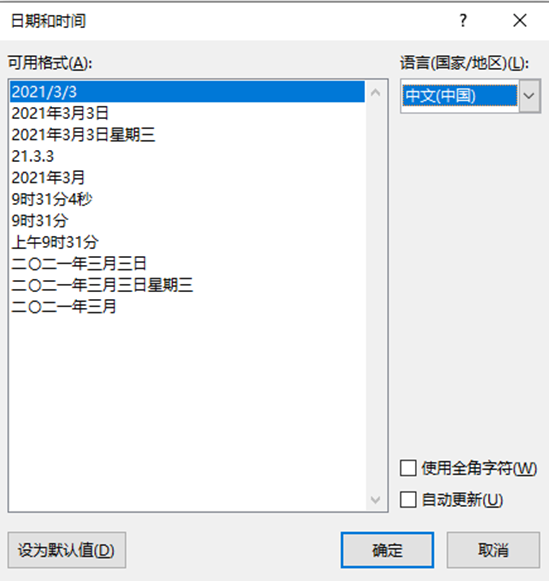 日期和时间
?
可用格式(A):
语言(国家/地区)(L):
2021/3/3
中文(中国)
2021年3月3日
2021年3月3日星期三
21.3.3
2021年3月
9时31分4秒
9时31分
上午9时31分
二〇二一年三月三日
二〇二一年三月三日星期三
二〇二一年三月
使用全角字符(W)
自动更新(U)
设为默认值(D)
确定
取消